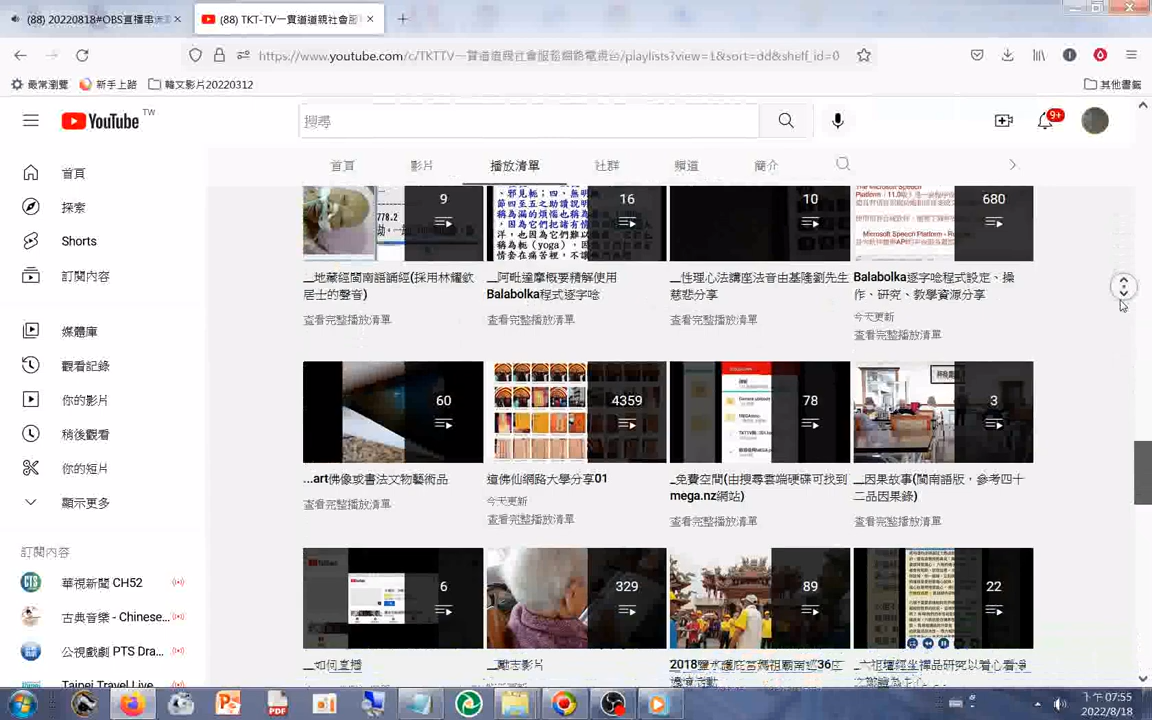 (88) 20220818#OBS直播串流
(88) TKT-TV一貫道道親社會服
https://www.youtube.com/c/TKTTV一貫道道親社會服務網路電視台/playlists?view=1&sort=dd&shelf_id=0
最常瀏覽
新手上路
韓文影片20220312
其他書籤
YouTube
TW
搜尋
9+
首頁
影片
播放清單
社群
頻道
簡介
首頁
探索
Shorts
訂閱內容
媒體庫
觀看記錄
你的影片
稍後觀看
你的短片
顯示更多
訂閱內容
華視新聞 CH52
古典音樂 - Chinese...
公視戲劇 PTS Dra...
Taipei Travel Live
778.2
9
__地藏經閩南語誦經(採用林耀欽
居士的聲音)
查看完整播放清單
16
__阿毗達摩概要精解使用
Balabolka程式逐字唸
查看完整播放清單
10
_性理心法講座法音由基隆劉先生
慈悲分享
查看完整播放清單
680
Balabolka逐字唸程式設定、操
作、研究、教學資源分享
今天更新
查看完整播放清單
60
...art佛像或書法文物藝術品
查看完整播放清單
4359
道佛仙網路大學分享01
今天更新
查看完整播放清單
78
_免費空間(由搜尋雲端硬碟可找到
mega.nz網站)
查看完整播放清單
3
__因果故事(閩南語版，參考四十
二品因果錄)
查看完整播放清單
6
_如何直播
329
_勵志影片
89
2018鹽水護庇宮媽祖廟南巡36區
22
下午 07:55
2022/8/18